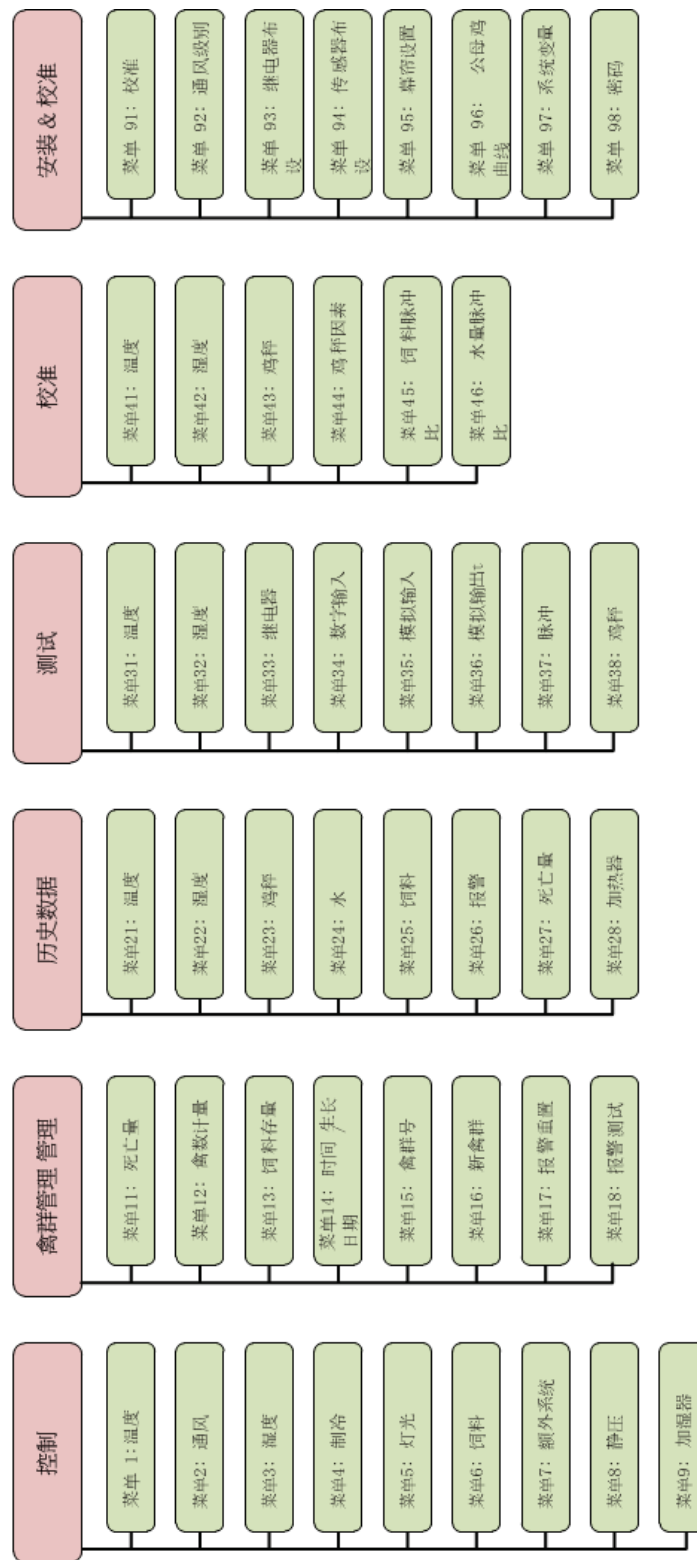 控制
菜单 1:温度
菜单2: 通风
菜单3: 湿度
菜单4: 制冷
菜单5: 灯光
菜单6: 饲料
菜单7: 额外系统
菜单8: 静压
菜单9: 加湿器
禽群管理 管理
菜单11: 死亡量
菜单12: 禽数计量
菜单13: 饲料存量
菜单14: 时间 /生长
日期
菜单15: 禽群号
菜单16: 新禽群
菜单17: 报警重置
菜单18: 报警测试
历史数据
菜单21: 温度
菜单22: 湿度
菜单23: 鸡秤
菜单24: 水
菜单25: 饲料
菜单26: 报警
菜单27: 死亡量
菜单28: 加热器
测试
菜单31: 温度
菜单32: 湿度
菜单33: 继电器
菜单34: 数字输入
菜单35: 模拟输入
菜单36: 模拟输出t
菜单37: 脉冲
菜单38: 鸡秤
校准
菜单41: 温度
菜单42: 湿度
菜单43: 鸡秤
菜单44: 鸡秤因素
菜单45: 饲料脉冲
比
菜单46: 水量脉冲
比
安装 & 校准
菜单 91: 校准
菜单 92: 通风级别
菜单 93: 继电器布
设
菜单 94: 传感器布
设
菜单 95: 幕帘设置
菜单 96: 公母鸡
曲线
菜单 97: 系统变量
菜单 98: 密码